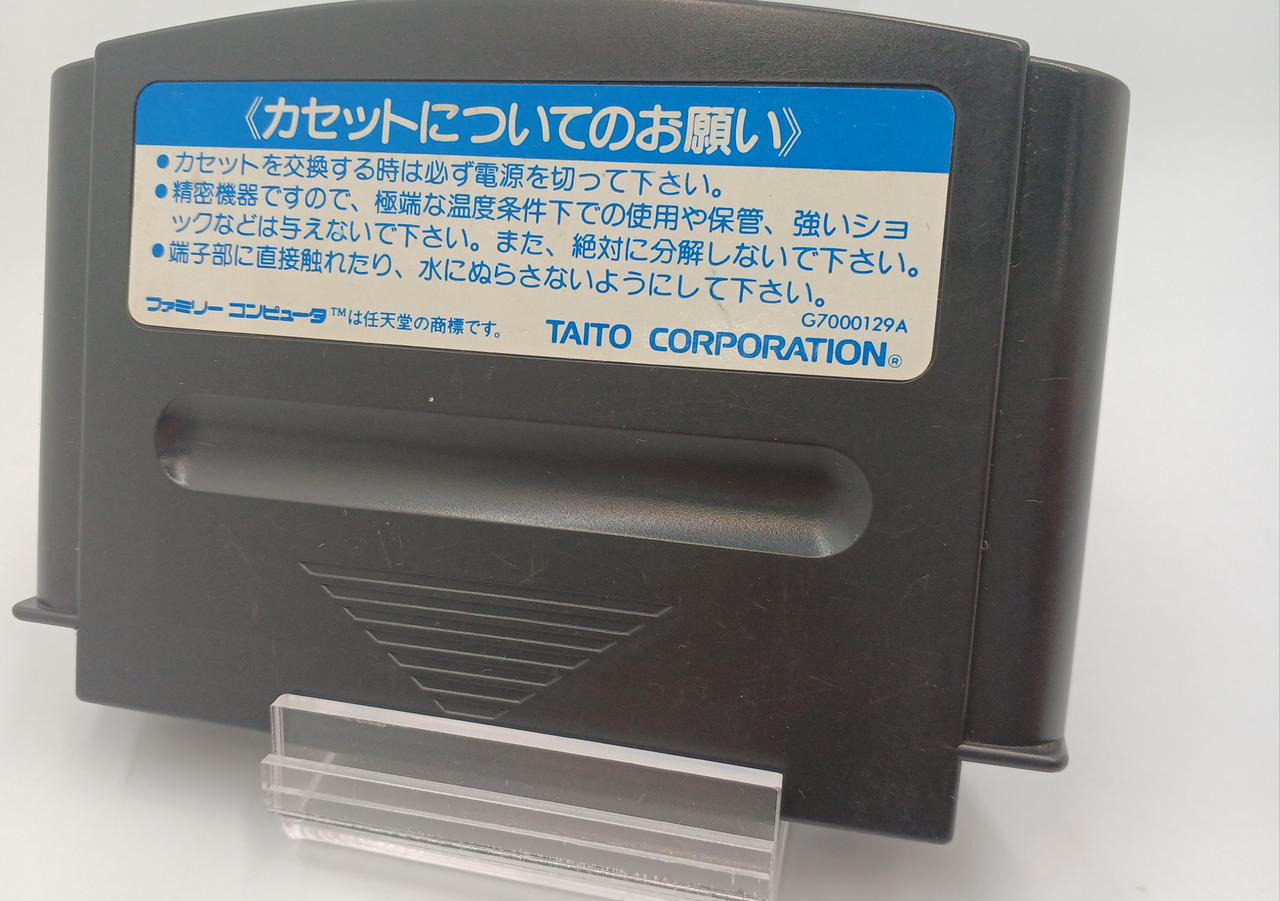 《カセットについてのお願い》
●カセットを交換する時は必ず電源を切って下さい。
●精密機器ですので、極端な温度条件下での使用や保管、強いショ
ックなどは与えないで下さい。また、絶対に分解しないで下さい。
●端子部に直接触れたり、水にぬらさないようにして下さい。
G7000129A
ファミリーコンピュータ™は任天堂の商標です。 TAITO CORPORATION®